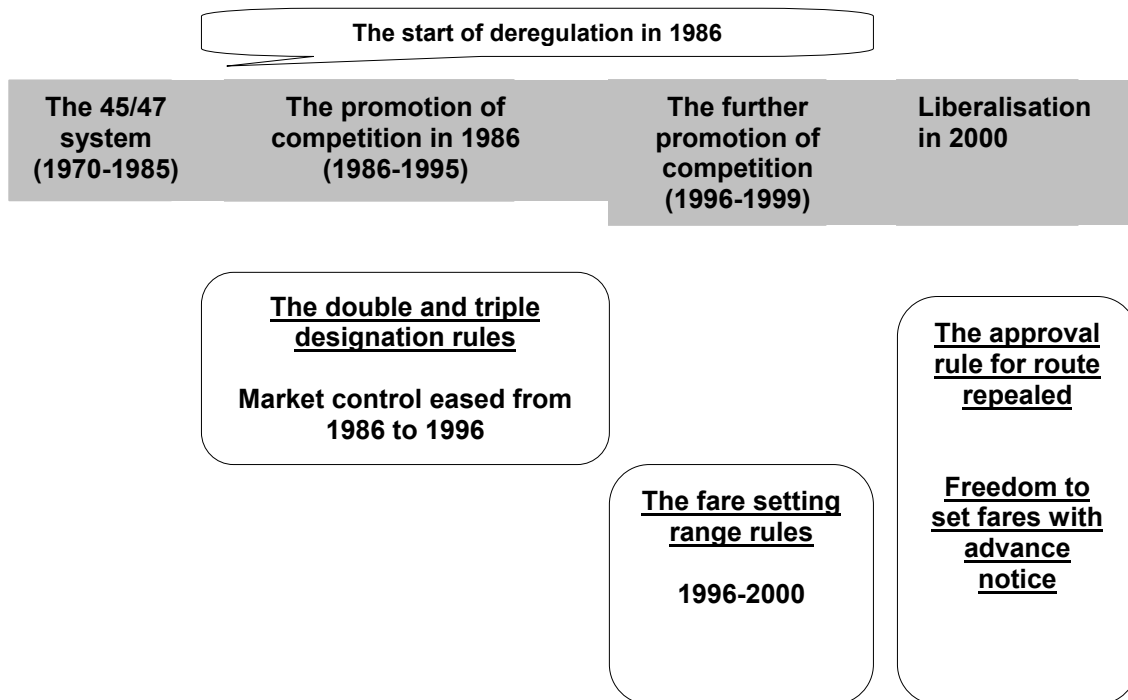 The start of deregulation in 1986
The 45/47
system
(1970-1985)
The promotion of
competition in 1986
(1986-1995)
The further
promotion of
competition
(1996-1999)
Liberalisation
in 2000
The double and triple
designation rules
Market control eased from
1986 to 1996
The fare setting
range rules
1996-2000
The approval
rule for route
repealed
Freedom to
set fares with
advance
notice